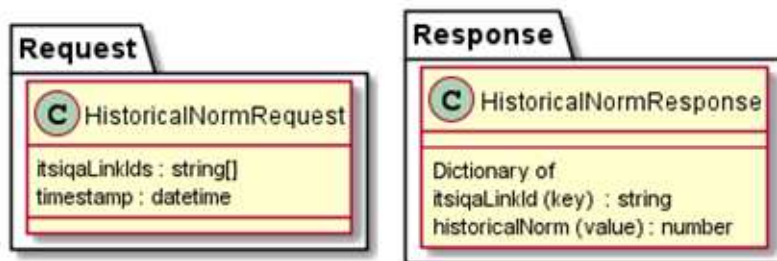 Request
C HistoricalNormRequest
itsiqaLinkIds : string[]
timestamp : datetime
Response
C HistoricalNormResponse
Dictionary of
itsiqaLinkId (key) : string
historicalNorm (value) : number